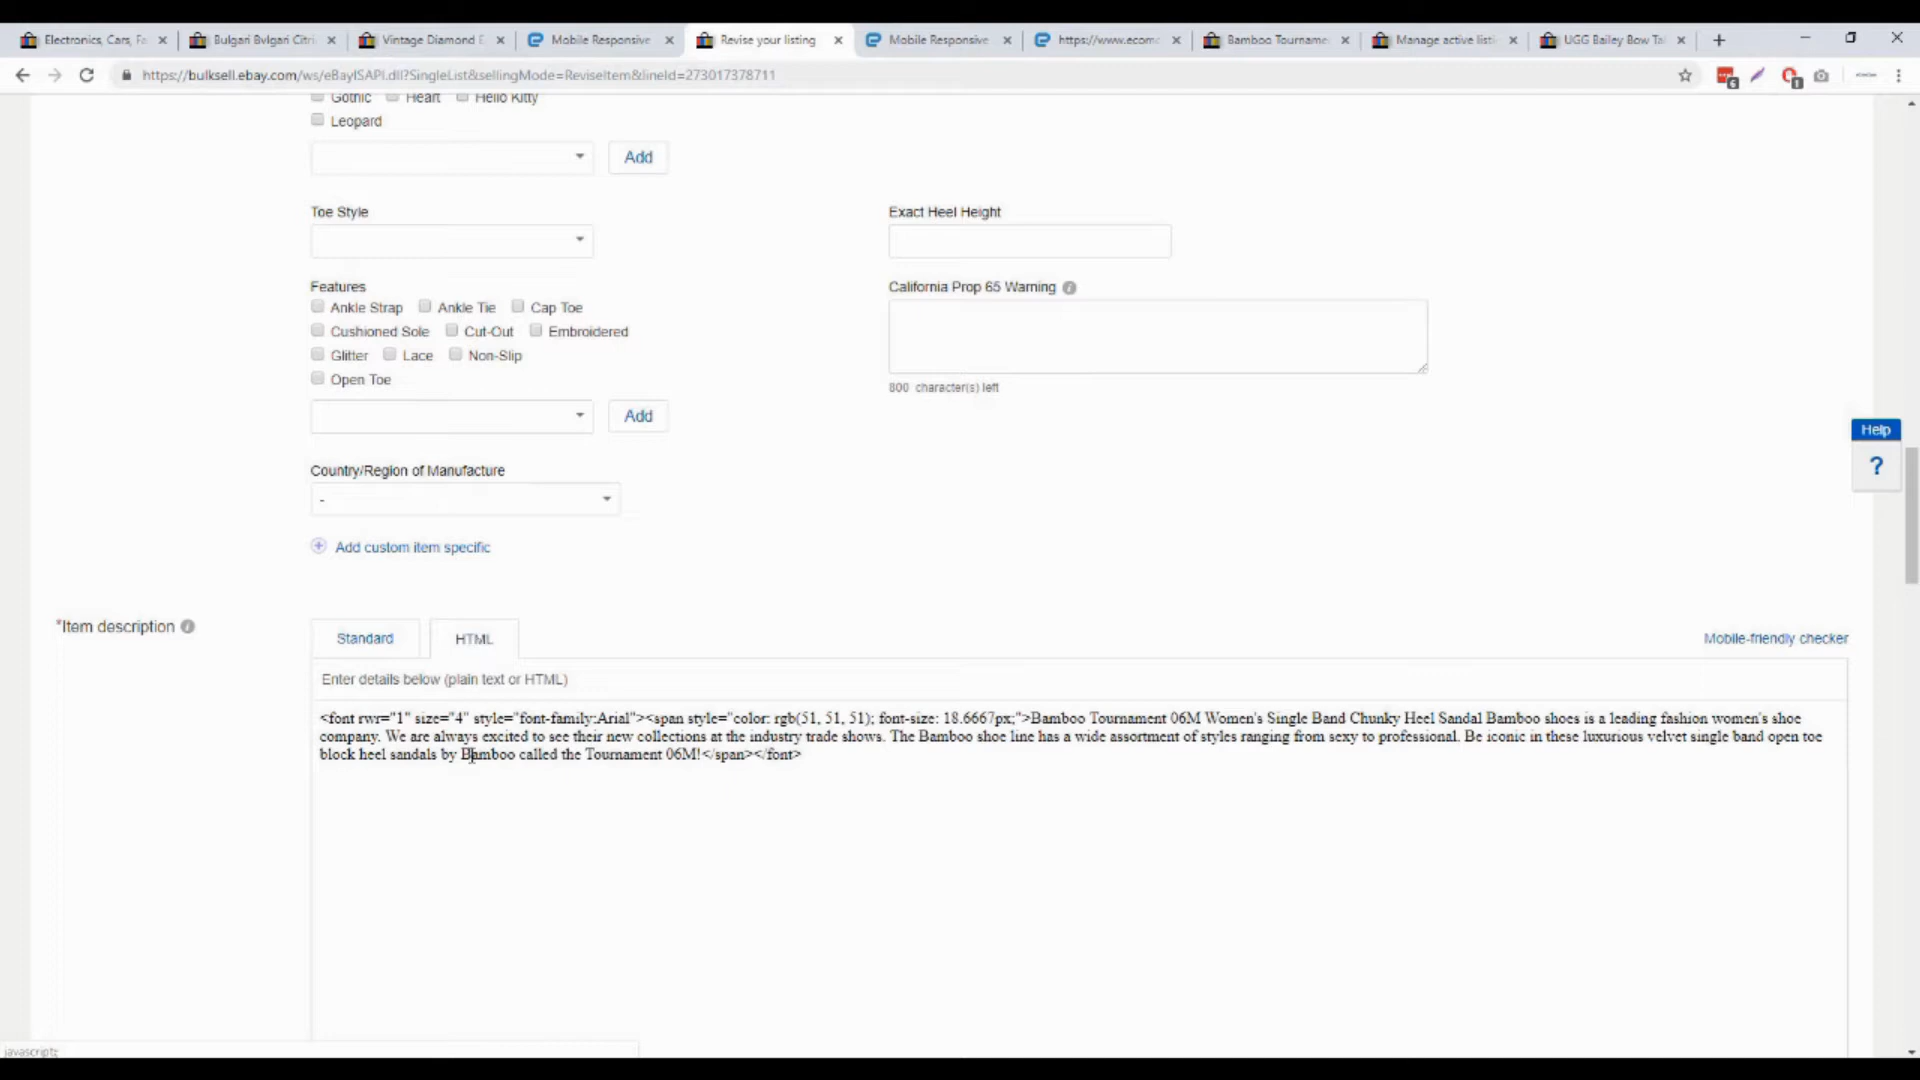 Electronics, Cars, Fa
Bulgari Bvlgari Citri
Vintage Diamond E
Mobile Responsive
Revise your listing
Mobile Responsive
https://www.ecomc
Bamboo Tourname
Manage active listi
UGG Bailey Bow Ta
https://bulksell.ebay.com/ws/eBayISAPI.dll?SingleList&sellingMode=ReviseItem&lineId=273017378711
Gothic Heart Hello Kitty
Leopard
Add
Toe Style
Exact Heel Height
Features
California Prop 65 Warning
Ankle Strap Ankle Tie Cap Toe
Cushioned Sole Cut-Out Embroidered
Glitter Lace Non-Slip
Open Toe
800 character(s) left
Add
Help
?
Country/Region of Manufacture
-
Add custom item specific
*Item description
Standard
HTML
Mobile-friendly checker
Enter details below (plain text or HTML)
<font rwr="1" size="4" style="font-family:Arial"><span style="color: rgb(51, 51, 51); font-size: 18.6667px;">Bamboo Tournament 06M Women's Single Band Chunky Heel Sandal Bamboo shoes is a leading fashion women's shoe
company. We are always excited to see their new collections at the industry trade shows. The Bamboo shoe line has a wide assortment of styles ranging from sexy to professional. Be iconic in these luxurious velvet single band open toe
block heel sandals by Bamboo called the Tournament 06M!</span></font>
javascript: